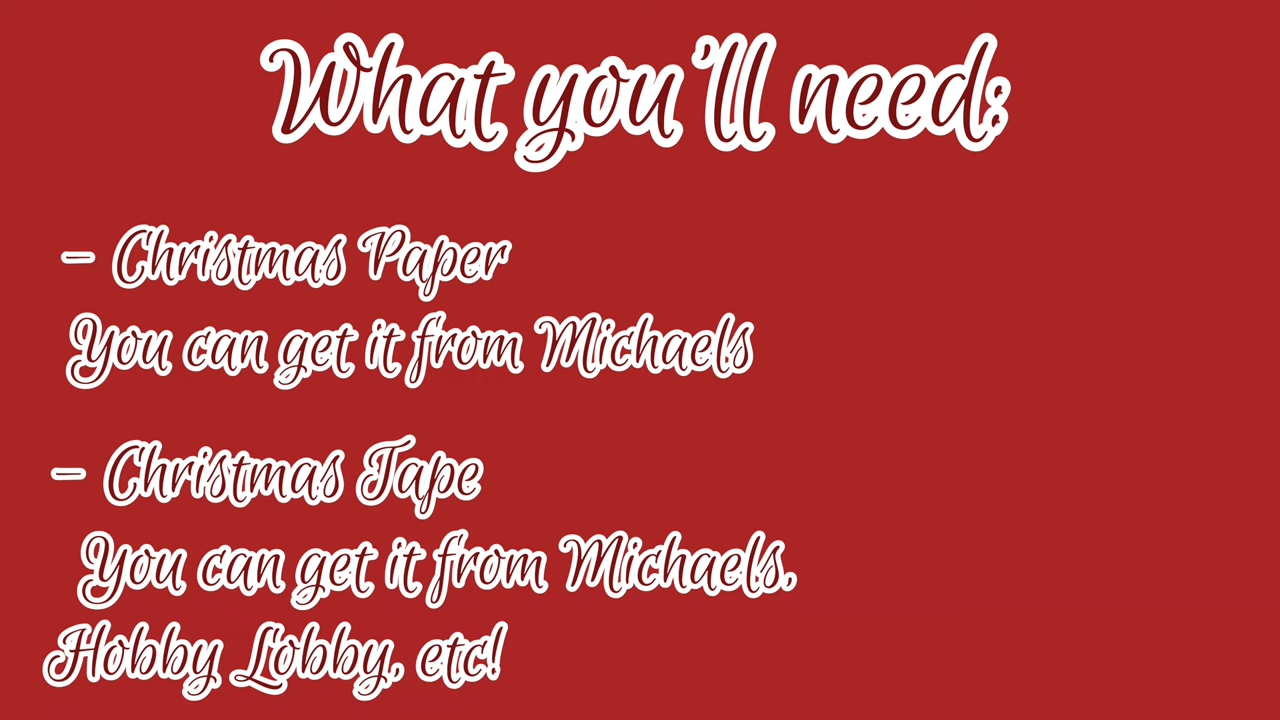 What you'll need:
- Christmas Paper
You can get it from Michaels
- Christmas Tape
You can get it from Michaels,
Hobby Lobby, etc!